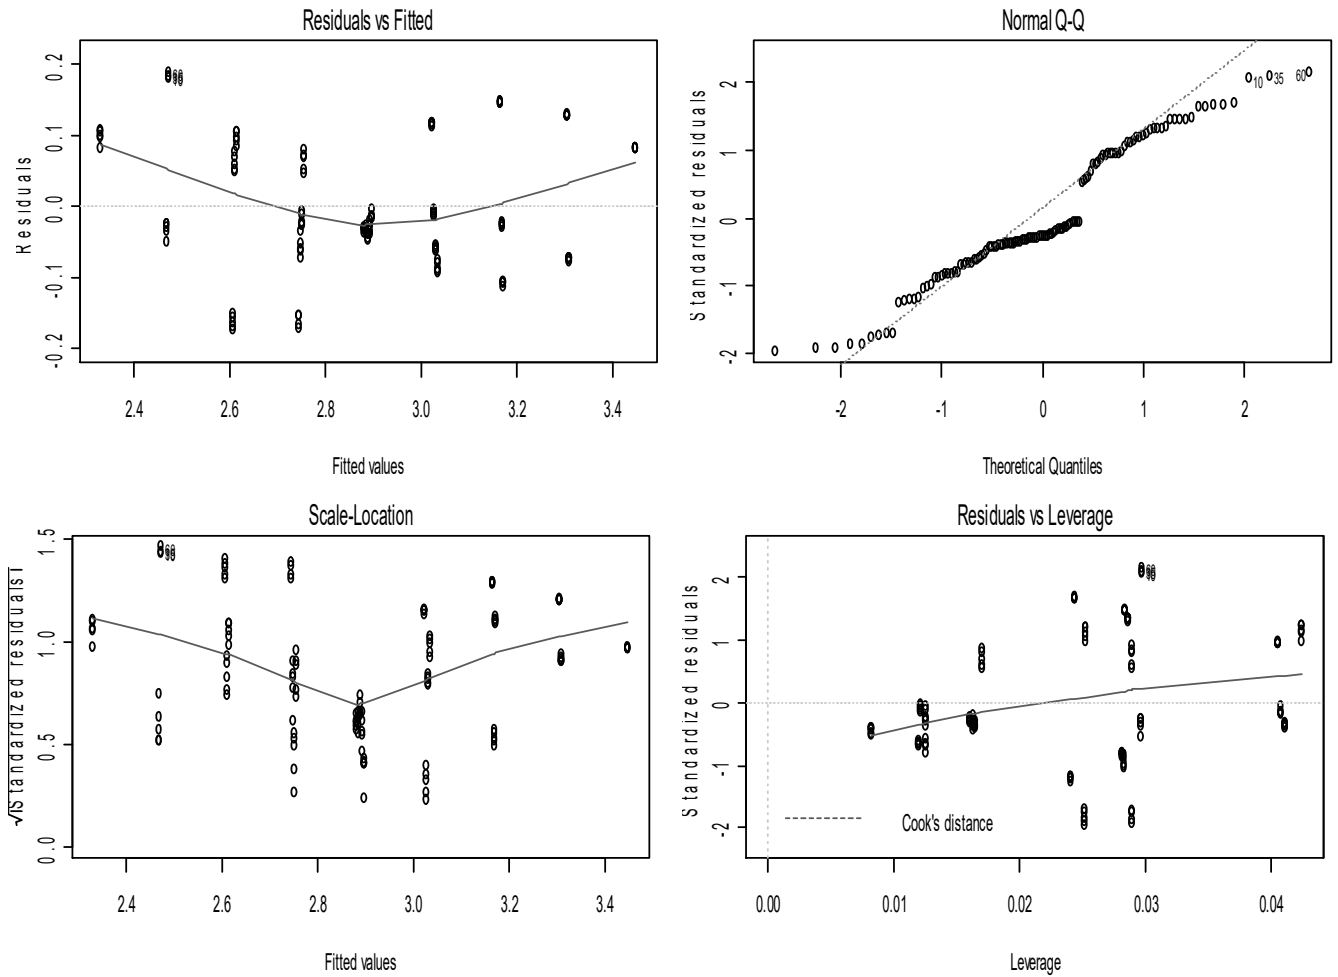 Residuals vs Fitted
Residuals
0.2
0.1
0.0
-0.1
-0.2
2.4 2.6 2.8 3.0 3.2 3.4
Fitted values
Normal Q-Q
Standardized residuals
2
1
0
-1
-2
10 35 60
-2 -1 0 1 2
Theoretical Quantiles
Scale-Location
√|Standardized residuals|
1.5
1.0
0.5
0.0
2.4 2.6 2.8 3.0 3.2 3.4
Fitted values
Residuals vs Leverage
Standardized residuals
2
1
0
-1
-2
Cook's distance
0.00 0.01 0.02 0.03 0.04
Leverage